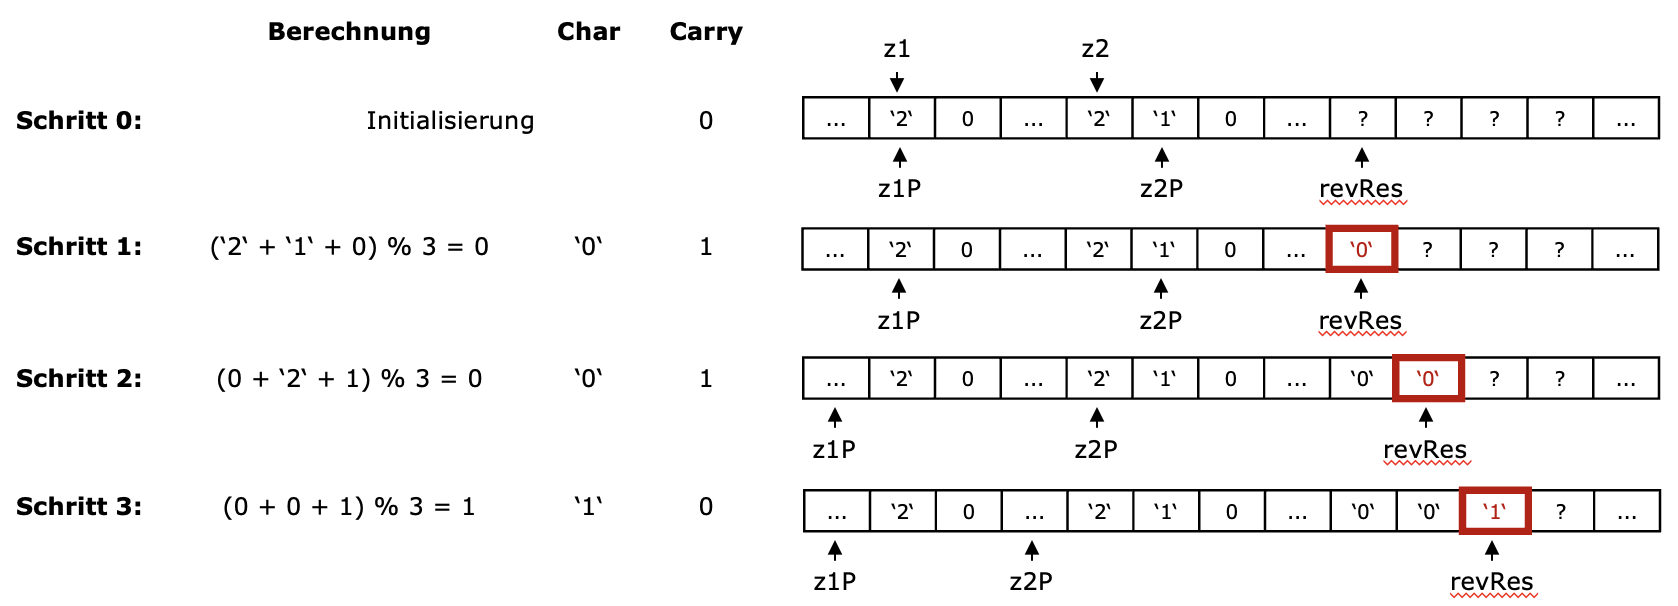 Berechnung Char Carry
z1 z2
Schritt 0: Initialisierung 0 ... ‘2‘ 0 ... ‘2‘ ‘1‘ 0 ... ? ? ? ? ...
z1P z2P revRes
Schritt 1: (‘2‘ + ‘1‘ + 0) % 3 = 0 ‘0‘ 1 ... ‘2‘ 0 ... ‘2‘ ‘1‘ 0 ... ‘0‘ ? ? ? ...
z1P z2P revRes
Schritt 2: (0 + ‘2‘ + 1) % 3 = 0 ‘0‘ 1 ... ‘2‘ 0 ... ‘2‘ ‘1‘ 0 ... ‘0‘ ‘0‘ ? ? ...
z1P z2P revRes
Schritt 3: (0 + 0 + 1) % 3 = 1 ‘1‘ 0 ... ‘2‘ 0 ... ‘2‘ ‘1‘ 0 ... ‘0‘ ‘0‘ ‘1‘ ? ...
z1P z2P revRes